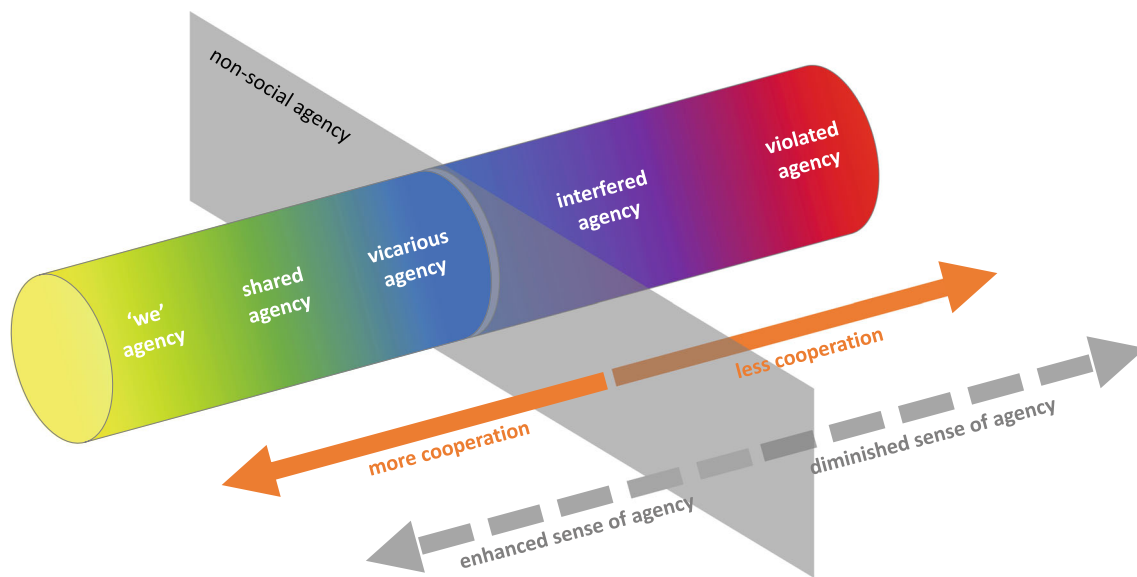 non-social agency
'we'
agency
shared
agency
vicarious
agency
interfered
agency
violated
agency
more cooperation
less cooperation
enhanced sense of agency
diminished sense of agency